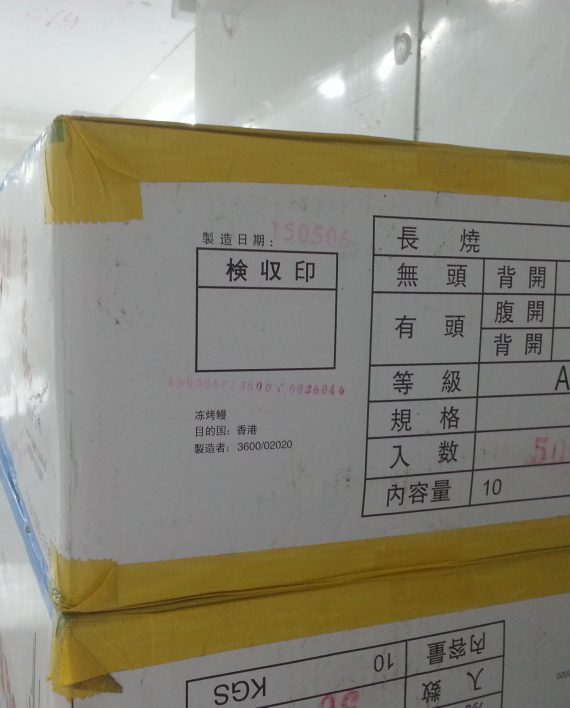 製造日期: 150506
検収印
冻烤鳗
目的国: 香港
製造者: 3600/02020
長 焼
無 頭 背 開
有 頭 腹 開
背 開
等 級 A
規 格
入 数 50
内容量 10
内容量 10 KGS
入 数